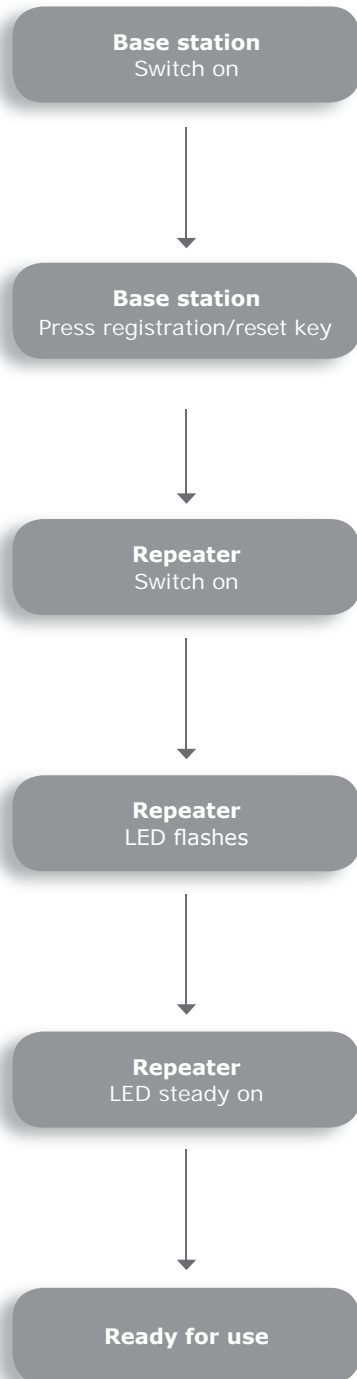 Base station
Switch on
Base station
Press registration/reset key
Repeater
Switch on
Repeater
LED flashes
Repeater
LED steady on
Ready for use